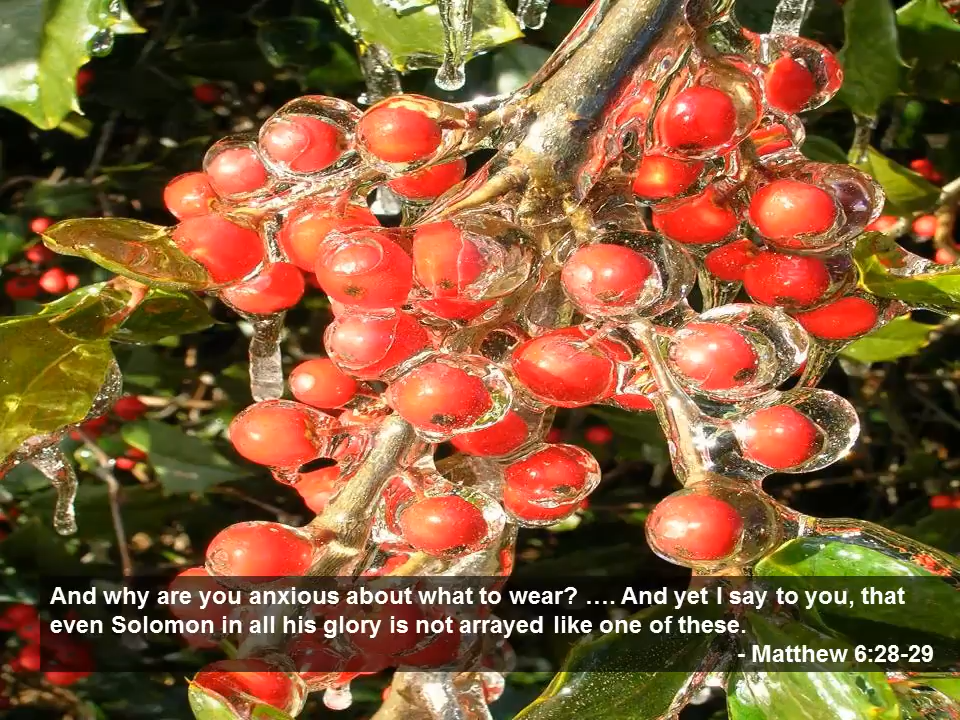 And why are you anxious about what to wear? …. And yet I say to you, that
even Solomon in all his glory is not arrayed like one of these.
- Matthew 6:28-29